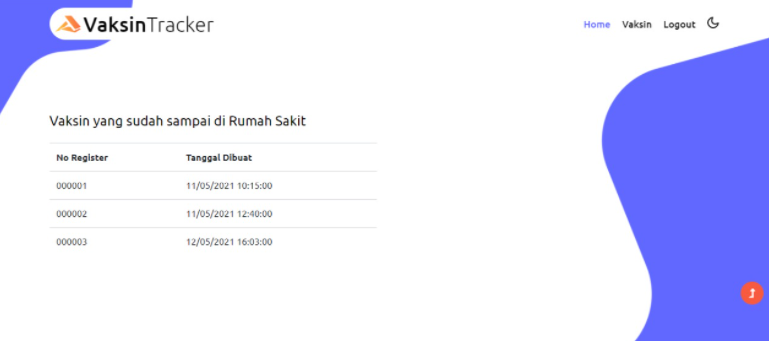 VaksinTracker
Home Vaksin Logout
Vaksin yang sudah sampai di Rumah Sakit
No Register Tanggal Dibuat
000001 11/05/2021 10:15:00
000002 11/05/2021 12:40:00
000003 12/05/2021 16:03:00